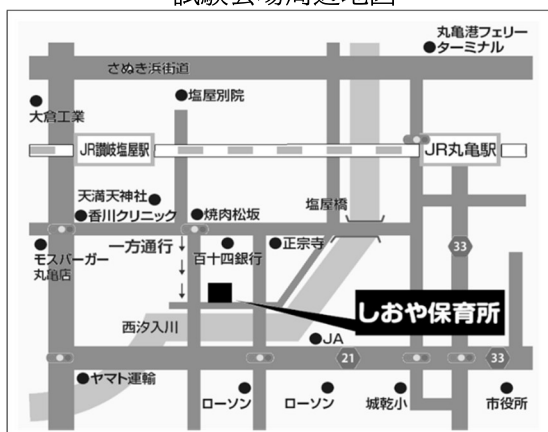 試験会場周辺地図
丸亀港フェリー
ターミナル
さぬき浜街道
塩屋別院
大倉工業
JR讃岐塩屋駅
JR丸亀駅
天満天神社
香川クリニック
焼肉松坂
塩屋橋
一方通行
百十四銀行
正宗寺
モスバーガー
丸亀店
33
しおや保育所
西汐入川
JA
21
33
ヤマト運輸
ローソン
ローソン
城乾小
市役所